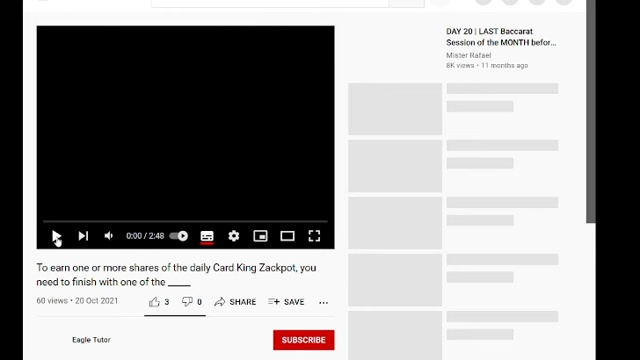 DAY 20 | LAST Baccarat
Session of the MONTH befor...
Mister Rafael
8K views • 11 months ago
0:00 / 2:48
To earn one or more shares of the daily Card King Zackpot, you
need to finish with one of the ____
60 views • 20 Oct 2021
3
0
SHARE
SAVE
Eagle Tutor
SUBSCRIBE